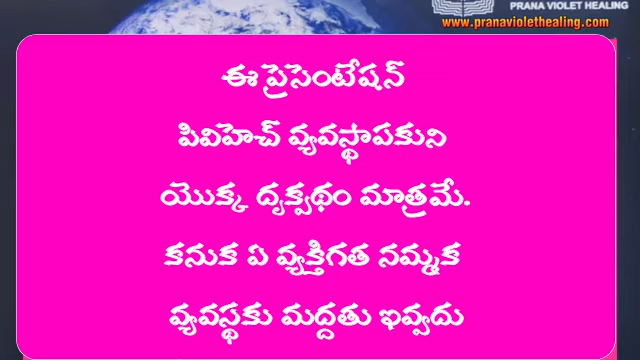 PRANA VIOLET HEALING
www.pranaviolethealing.com
ఈ ప్రెసెంటేషన్
పివిహెచ్ వ్యవస్థాపకుని
యొక్క దృక్పథం మాత్రమే.
కనుక ఏ వ్యక్తిగత నమ్మక
వ్యవస్థకు మద్దతు ఇవ్వదు